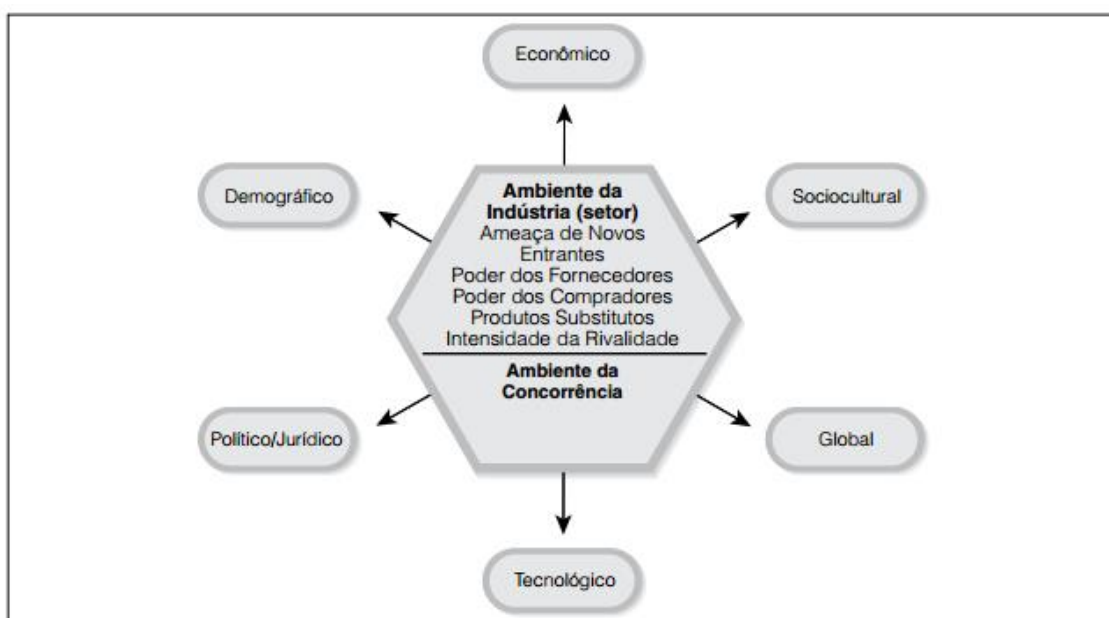 Econômico
Demográfico
Sociocultural
Ambiente da
Indústria (setor)
Ameaça de Novos
Entrantes
Poder dos Fornecedores
Poder dos Compradores
Produtos Substitutos
Intensidade da Rivalidade
Ambiente da
Concorrência
Político/Jurídico
Global
Tecnológico